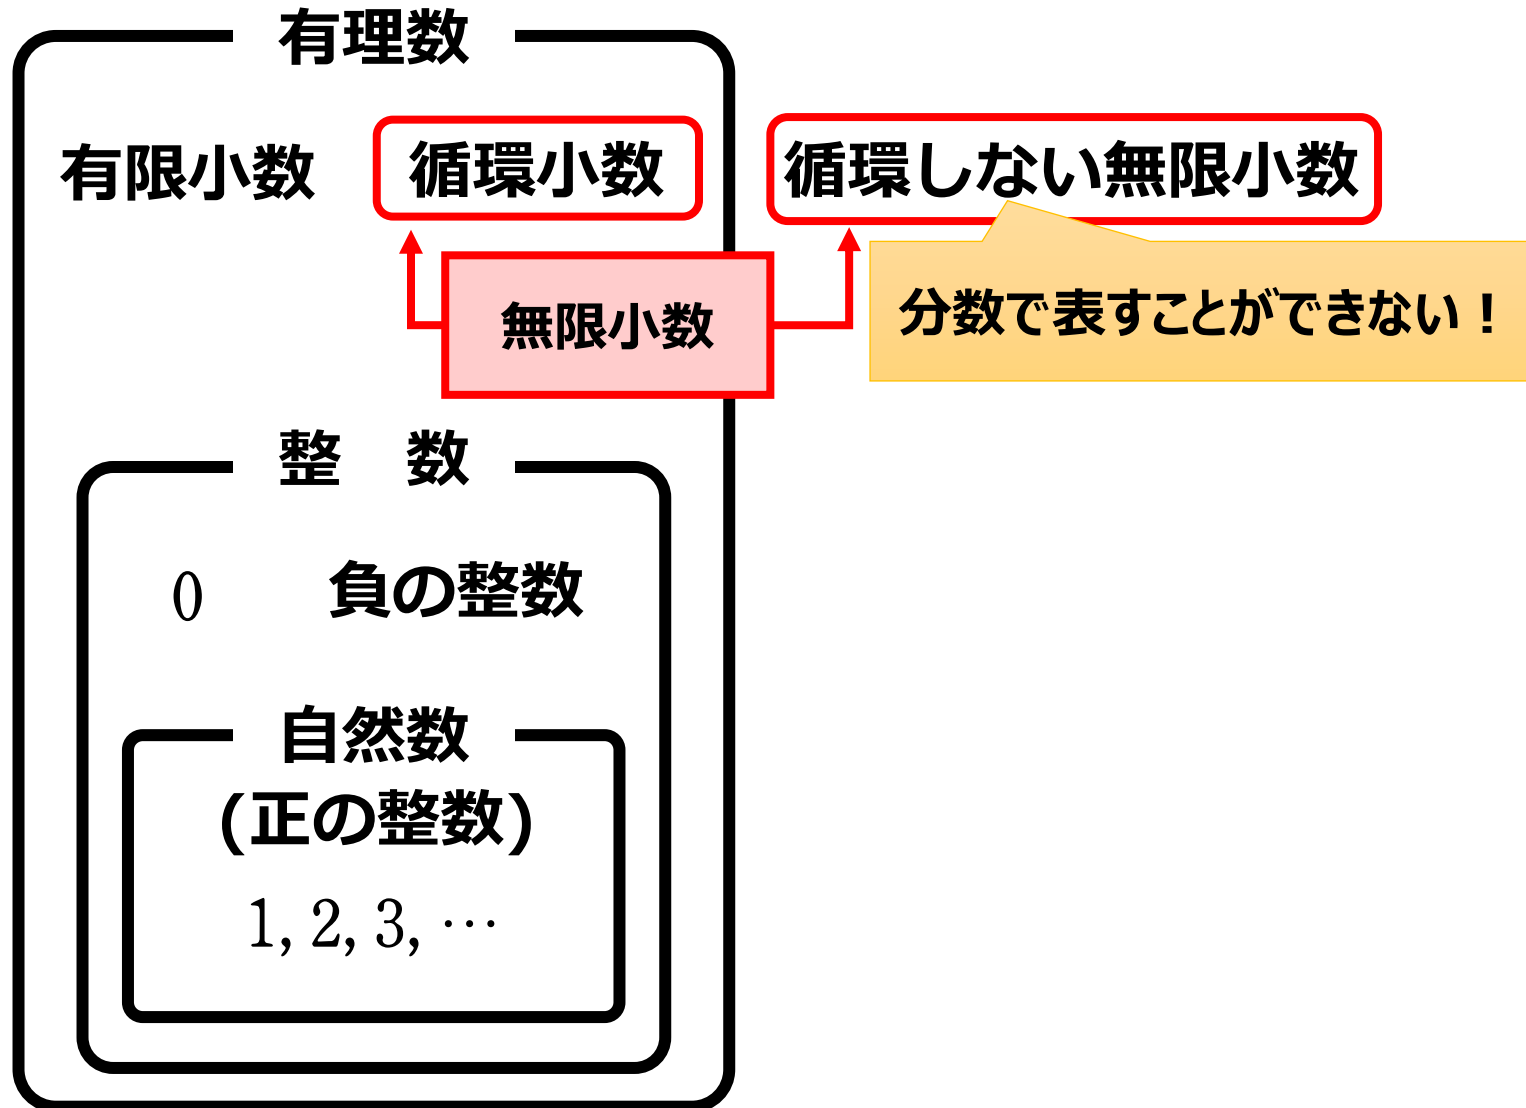 有理数
有限小数 循環小数 循環しない無限小数
無限小数
分数で表すことができない！
整　数
0 負の整数
自然数
(正の整数)
1, 2, 3, …